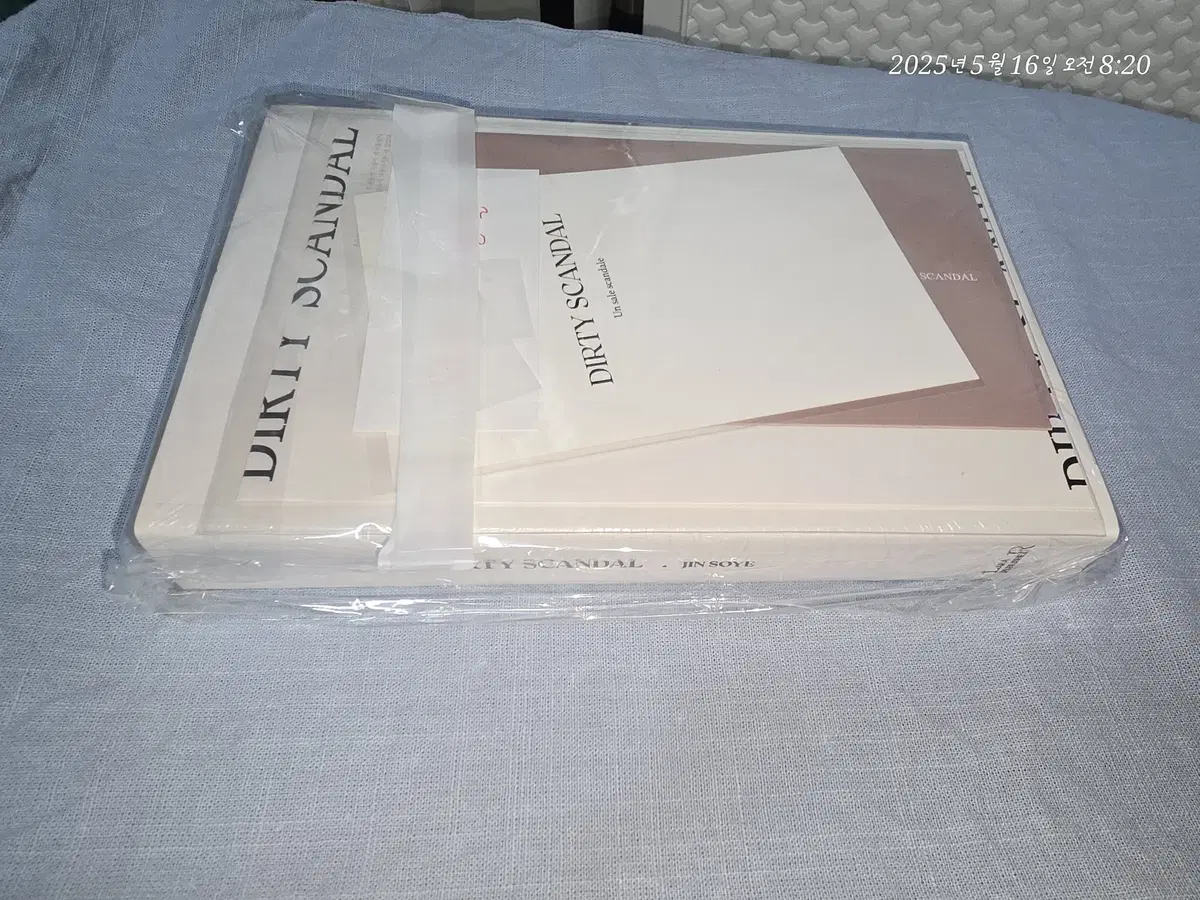 2025년 5월 16일 오전 8:20
DIRTY SCANDAL
DIRTY SCANDAL
Un sale scandale
SCANDAL
RTY SCANDAL . JIN SOYE